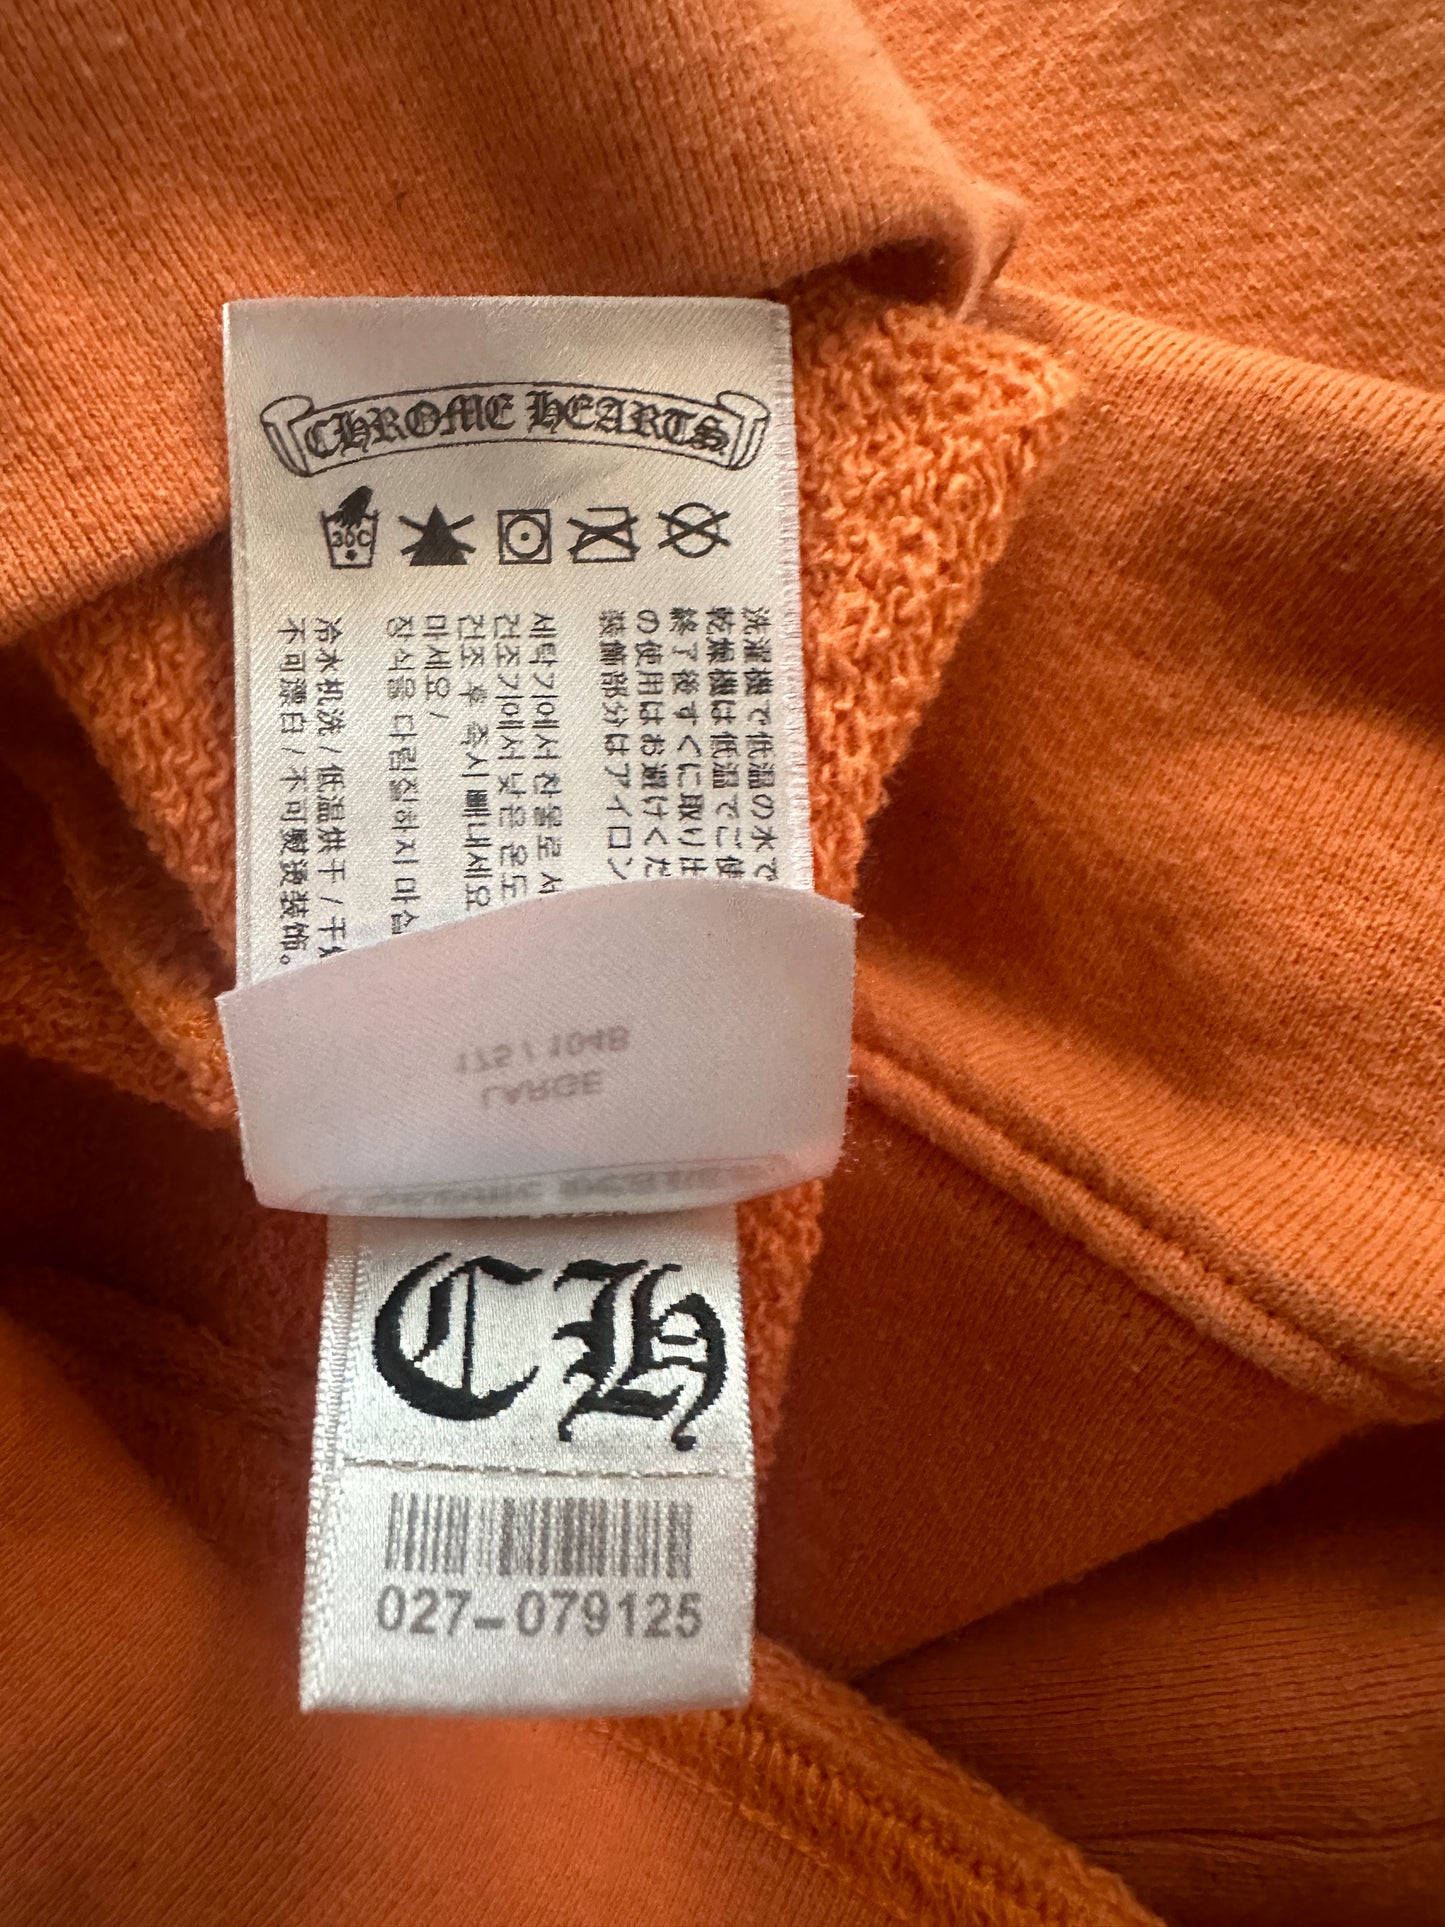 CHROME HEARTS
30C
洗濯機で低温の水で
乾燥機は低温でご使
終了後すぐに取り出
の使用はお避けくだ
装飾部分はアイロン
세탁기에서 찬물로 서
건조기에서 낮은 온도
건조 후 즉시 빼내세요
마세요 /
장식물 다림질하지 마십
冷水机洗 / 低温烘干 / 干
不可漂白 / 不可熨烫装饰。
175 / 104B
LARGE
CH
027-079125